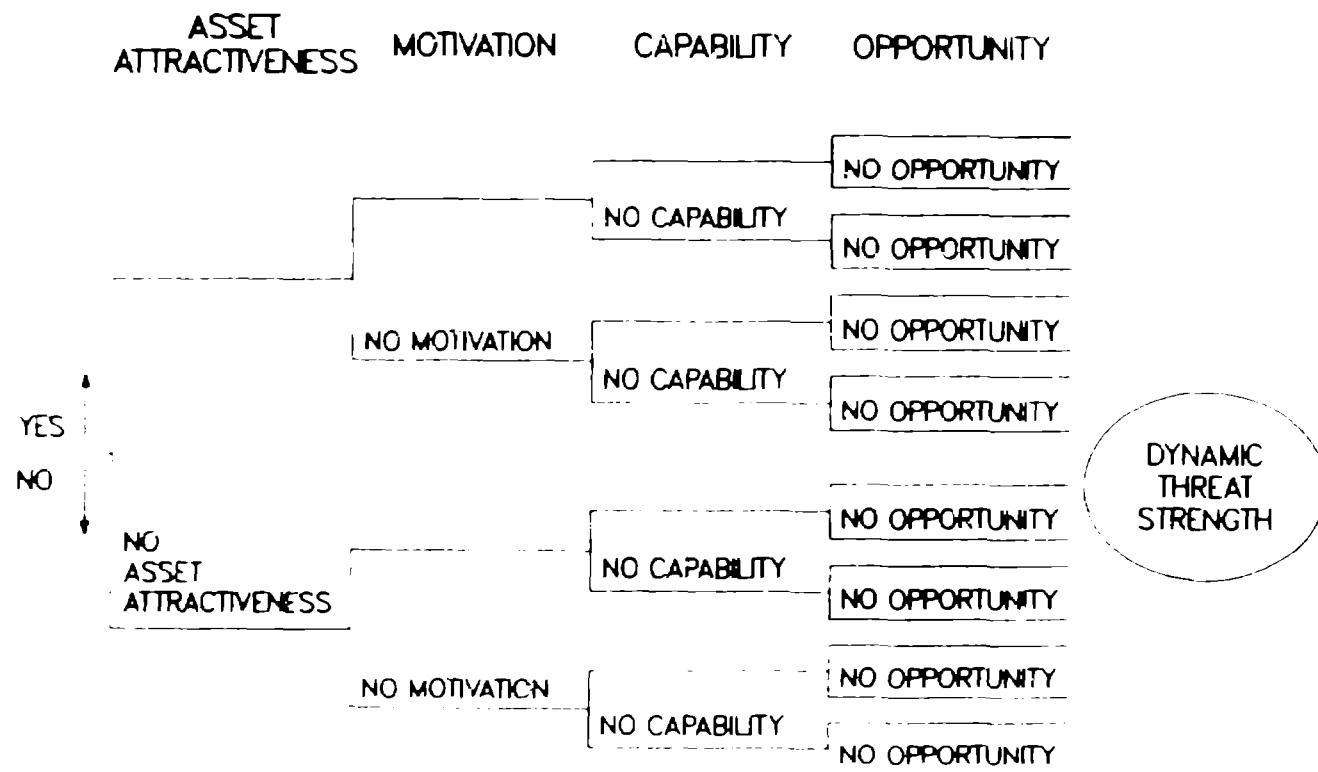 ASSET
ATTRACTIVENESS
MOTIVATION
CAPABILITY
OPPORTUNITY
NO OPPORTUNITY
NO CAPABILITY
NO OPPORTUNITY
NO MOTIVATION
NO OPPORTUNITY
NO CAPABILITY
NO OPPORTUNITY
YES
NO
DYNAMIC
THREAT
STRENGTH
NO
ASSET
ATTRACTIVENESS
NO OPPORTUNITY
NO CAPABILITY
NO OPPORTUNITY
NO MOTIVATION
NO OPPORTUNITY
NO CAPABILITY
NO OPPORTUNITY